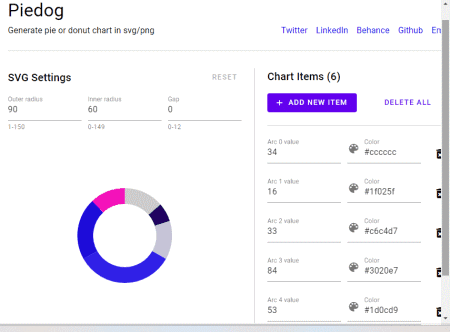 Piedog
Generate pie or donut chart in svg/png
Twitter LinkedIn Behance Github
SVG Settings
RESET
Outer radius Inner radius Gap
90 60 0
1-150 0-149 0-12
Chart Items (6)
+ ADD NEW ITEM DELETE ALL
Arc 0 value Color
34 #cccccc
Arc 1 value Color
16 #1f025f
Arc 2 value Color
33 #c6c4d7
Arc 3 value Color
84 #3020e7
Arc 4 value Color
53 #1d0cd9